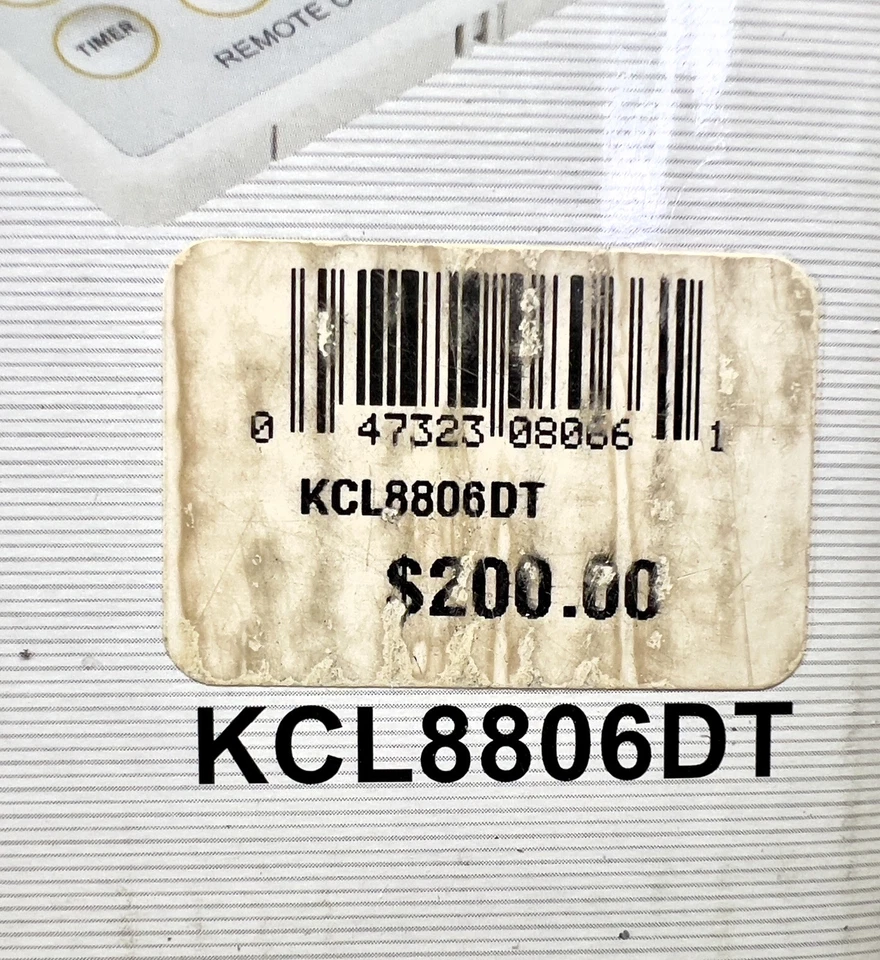 TIMER
REMOTE
0 47323 08066 1
KCL8806DT
$200.00
KCL8806DT